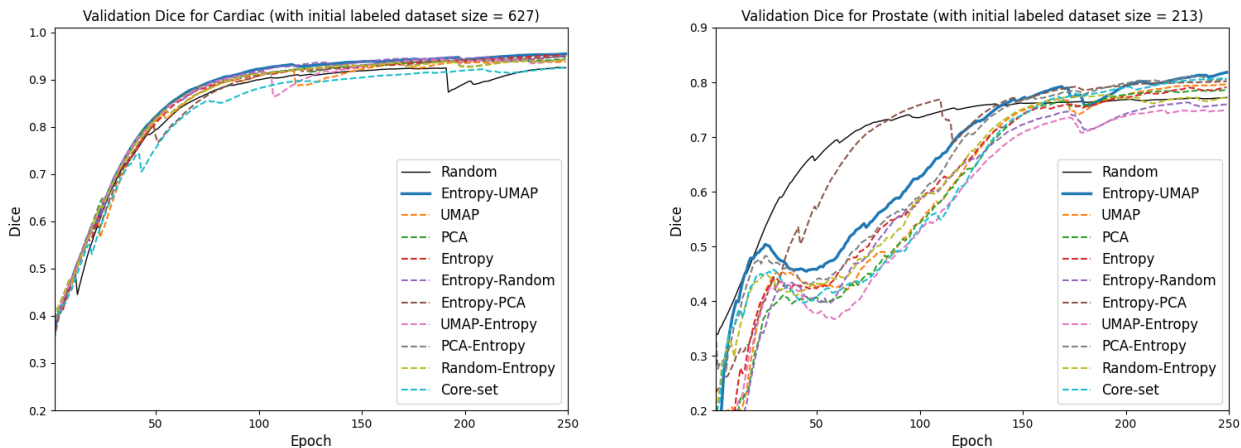 Validation Dice for Cardiac (with initial labeled dataset size = 627)
1.0
0.9
0.8
0.7
0.6
0.5
0.4
0.3
0.2
Dice
50
100
150
200
250
Epoch
Random
Entropy-UMAP
UMAP
PCA
Entropy
Entropy-Random
Entropy-PCA
UMAP-Entropy
PCA-Entropy
Random-Entropy
Core-set
Validation Dice for Prostate (with initial labeled dataset size = 213)
0.9
0.8
0.7
0.6
0.5
0.4
0.3
0.2
Dice
50
100
150
200
250
Epoch
Random
Entropy-UMAP
UMAP
PCA
Entropy
Entropy-Random
Entropy-PCA
UMAP-Entropy
PCA-Entropy
Random-Entropy
Core-set